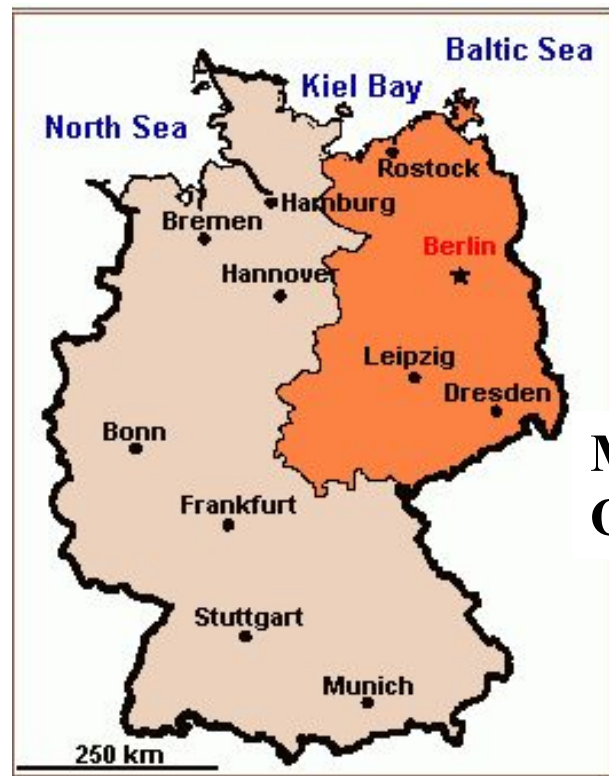 Baltic Sea
Kiel Bay
North Sea
Rostock
Hamburg
Bremen
Berlin
Hannover
Leipzig
Dresden
Bonn
Frankfurt
Stuttgart
Munich
250 km